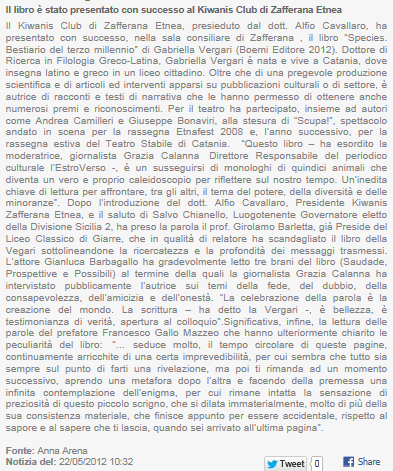 Il libro è stato presentato con successo al Kiwanis Club di Zafferana Etnea
Il Kiwanis Club di Zafferana Etnea, presieduto dal dott. Alfio Cavallaro, ha
presentato con successo, nella sala consiliare di Zafferana , il libro “Species.
Bestiario del terzo millennio” di Gabriella Vergari (Boemi Editore 2012). Dottore di
Ricerca in Filologia Greco-Latina, Gabriella Vergari è nata e vive a Catania, dove
insegna latino e greco in un liceo cittadino. Oltre che di una pregevole produzione
scientifica e di articoli ed interventi apparsi su pubblicazioni culturali o di settore, è
autrice di racconti e testi di narrativa che le hanno permesso di ottenere anche
numerosi premi e riconoscimenti. Per il teatro ha partecipato, insieme ad autori
come Andrea Camilleri e Giuseppe Bonaviri, alla stesura di “Scupa!”, spettacolo
andato in scena per la rassegna Etnafest 2008 e, l'anno successivo, per la
rassegna estiva del Teatro Stabile di Catania. “Questo libro – ha esordito la
moderatrice, giornalista Grazia Calanna Direttore Responsabile del periodico
culturale l'EstroVerso -, è un susseguirsi di monologhi di quindici animali che
diventa un vero e proprio caleidoscopio per riflettere sul nostro tempo. Un'inedita
chiave di lettura per affrontare, tra gli altri, il tema del potere, della diversità e delle
minoranze”. Dopo l'introduzione del dott. Alfio Cavallaro, Presidente Kiwanis
Zafferana Etnea, e il saluto di Salvo Chianello, Luogotenente Governatore eletto
della Divisione Sicilia 2, ha preso la parola il prof. Girolamo Barletta, già Preside del
Liceo Classico di Giarre, che in qualità di relatore ha scandagliato il libro della
Vegari sottolineandone la ricercatezza e la profondità dei messaggi trasmessi.
L'attore Gianluca Barbagallo ha gradevolmente letto tre brani del libro (Saudade,
Prospettive e Possibili) al termine della quali la giornalista Grazia Calanna ha
intervistato pubblicamente l'autrice sui temi della fede, del dubbio, della
consapevolezza, dell'amicizia e dell'onestà. “La celebrazione della parola è la
creazione del mondo. La scrittura – ha detto la Vergari -, è bellezza, è
testimonianza di verità, apertura al colloquio”.Significativa, infine, la lettura delle
parole del prefatore Francesco Gallo Mazzeo che hanno ulteriormente chiarito le
peculiarità del libro: “… seduce molto, il tempo circolare di queste pagine,
continuamente arricchite di una certa imprevedibilità, per cui sembra che tutto sia
sempre sul punto di farti una rivelazione, ma poi ti rimanda ad un momento
successivo, aprendo una metafora dopo l'altra e facendo della premessa una
infinita contemplazione dell'enigma, per cui rimane intatta la sensazione di
preziosità di questo piccolo scrigno, che si dilata immaterialmente, molto di più della
sua consistenza materiale, che finisce appunto per essere accidentale, rispetto al
sapore e al sapere che ti lascia, quando sei arrivato all'ultima pagina”.
Fonte: Anna Arena
Notizia del: 22/05/2012 10:32
Tweet 0 Share